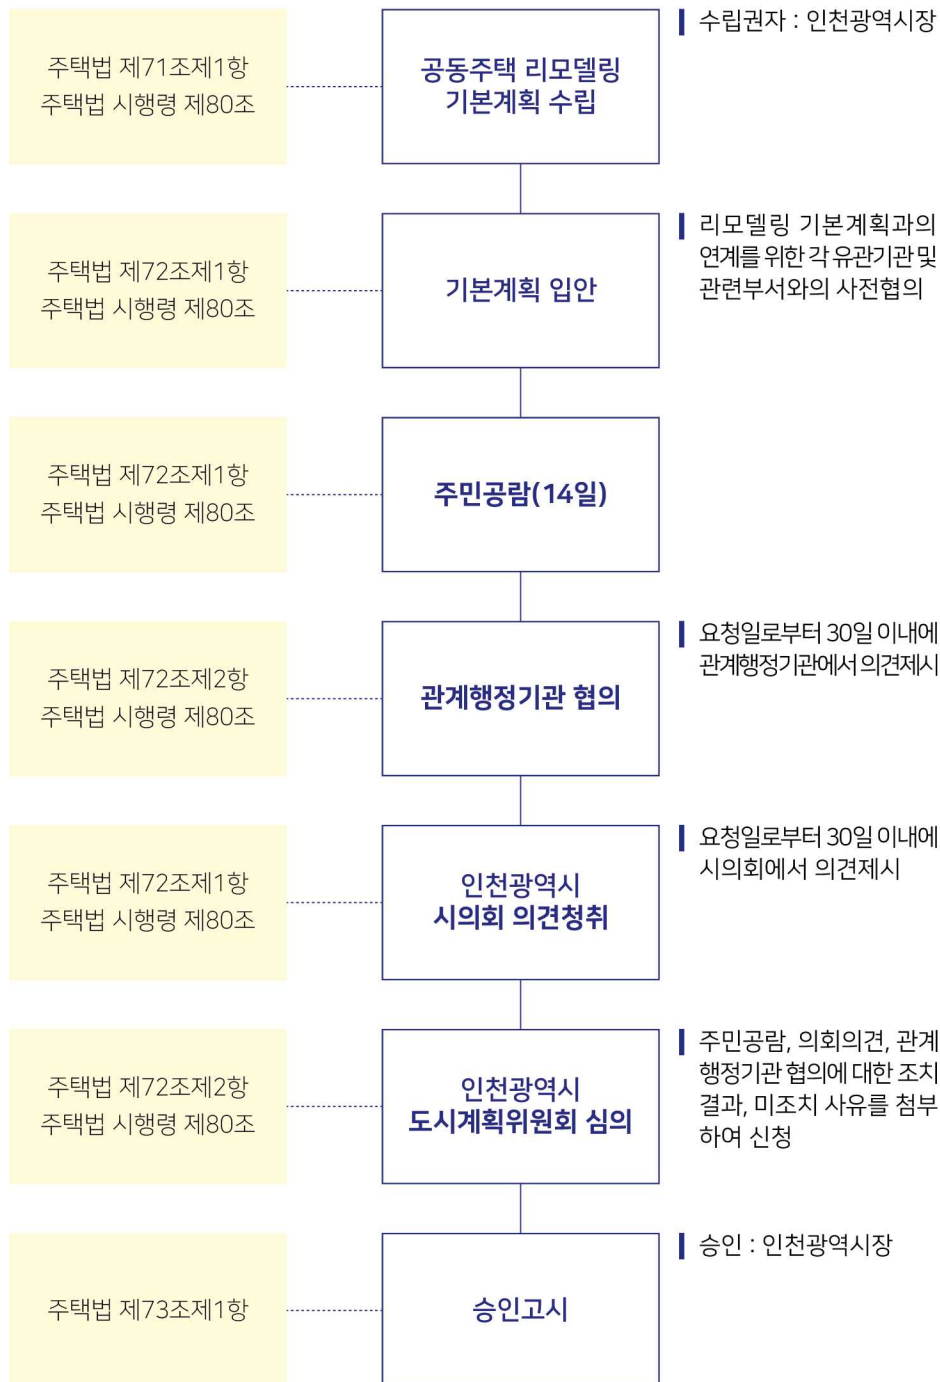 주택법 제71조제1항
주택법 시행령 제80조
공동주택 리모델링
기본계획 수립
수립권자 : 인천광역시장
주택법 제72조제1항
주택법 시행령 제80조
기본계획 입안
리모델링 기본계획과의
연계를 위한 각 유관기관 및
관련부서와의 사전협의
주택법 제72조제1항
주택법 시행령 제80조
주민공람(14일)
주택법 제72조제2항
주택법 시행령 제80조
관계행정기관 협의
요청일로부터 30일 이내에
관계행정기관에서 의견제시
주택법 제72조제1항
주택법 시행령 제80조
인천광역시
시의회 의견청취
요청일로부터 30일 이내에
시의회에서 의견제시
주택법 제72조제2항
주택법 시행령 제80조
인천광역시
도시계획위원회 심의
주민공람, 의회의견, 관계
행정기관 협의에 대한 조치
결과, 미조치 사유를 첨부
하여 신청
주택법 제73조제1항
승인고시
승인 : 인천광역시장